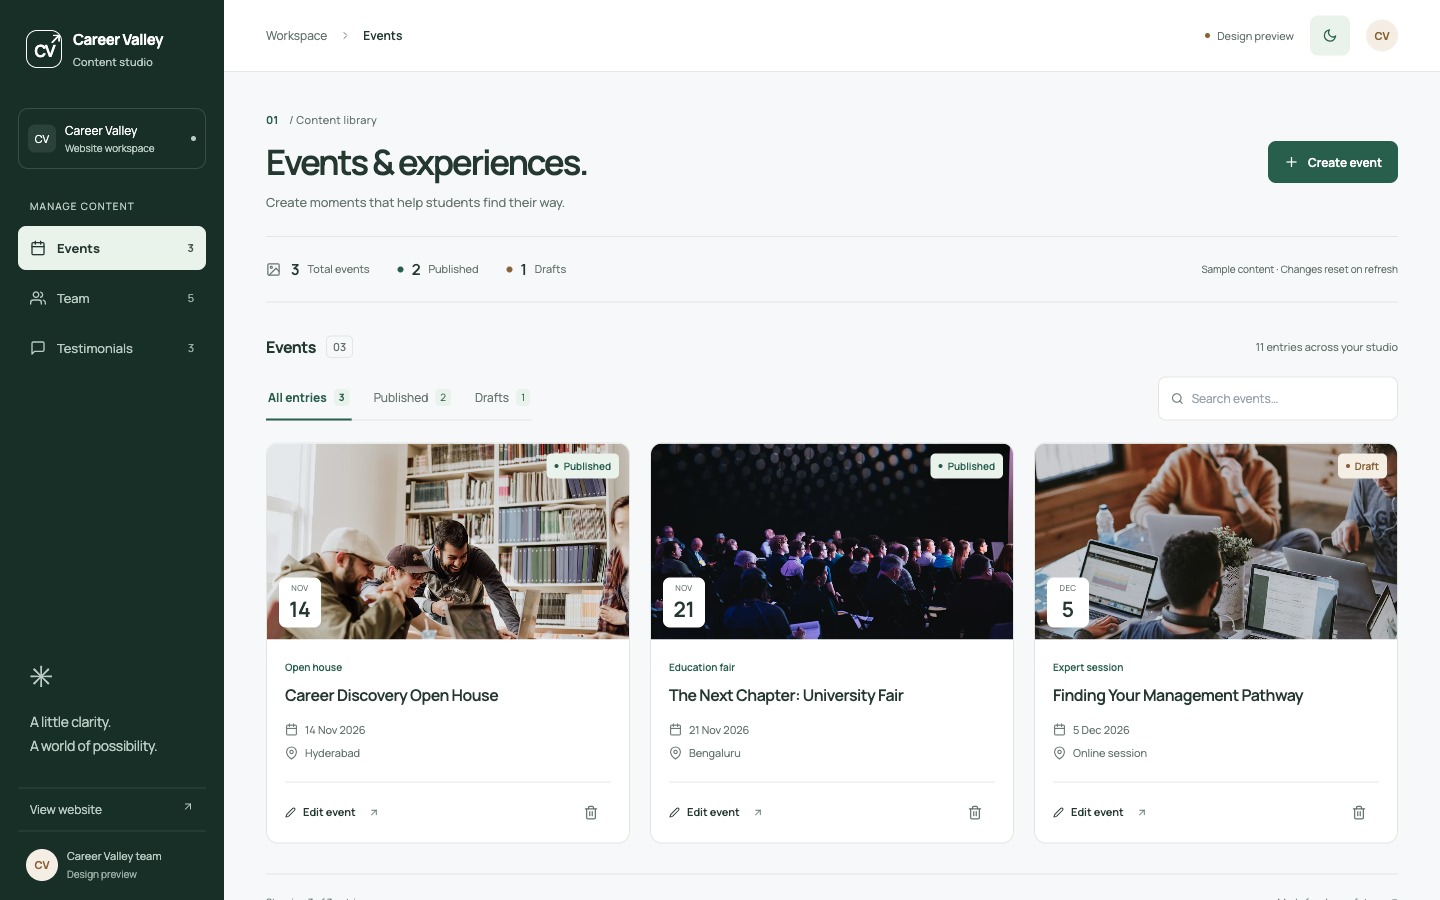 CV
Career Valley
Content studio
CV
Career Valley
Website workspace
MANAGE CONTENT
Events 3
Team 5
Testimonials 3
A little clarity.
A world of possibility.
View website
CV
Career Valley team
Design preview
Workspace > Events
Design preview
CV
01 / Content library
Events & experiences.
Create moments that help students find their way.
Create event
3 Total events
2 Published
1 Drafts
Sample content · Changes reset on refresh
Events 03
11 entries across your studio
All entries 3
Published 2
Drafts 1
Search events...
Published
NOV
14
Open house
Career Discovery Open House
14 Nov 2026
Hyderabad
Edit event
Published
NOV
21
Education fair
The Next Chapter: University Fair
21 Nov 2026
Bengaluru
Edit event
Draft
DEC
5
Expert session
Finding Your Management Pathway
5 Dec 2026
Online session
Edit event